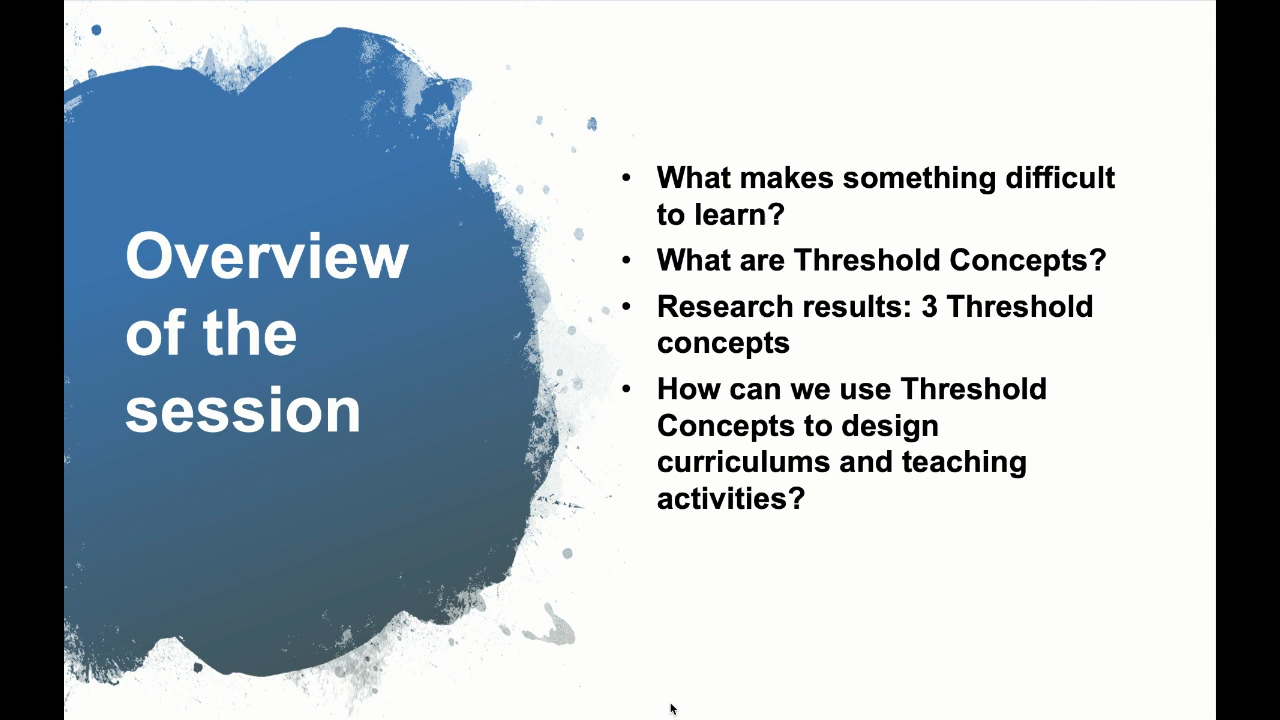 Overview
of the
session
• What makes something difficult
to learn?
• What are Threshold Concepts?
• Research results: 3 Threshold
concepts
• How can we use Threshold
Concepts to design
curriculums and teaching
activities?